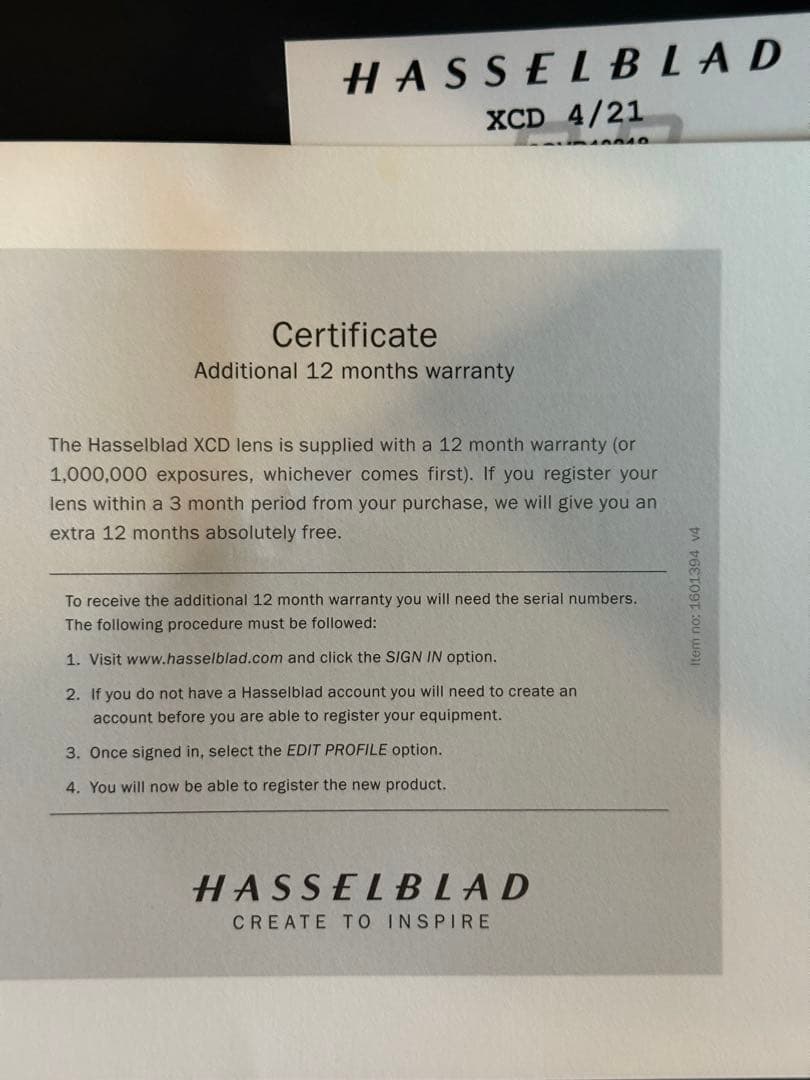 HASSELBLAD
XCD 4/21
Certificate
Additional 12 months warranty
The Hasselblad XCD lens is supplied with a 12 month warranty (or
1,000,000 exposures, whichever comes first). If you register your
lens within a 3 month period from your purchase, we will give you an
extra 12 months absolutely free.
To receive the additional 12 month warranty you will need the serial numbers.
The following procedure must be followed:
1. Visit www.hasselblad.com and click the SIGN IN option.
2. If you do not have a Hasselblad account you will need to create an
account before you are able to register your equipment.
3. Once signed in, select the EDIT PROFILE option.
4. You will now be able to register the new product.
Item no: 1601394 v4
HASSELBLAD
CREATE TO INSPIRE